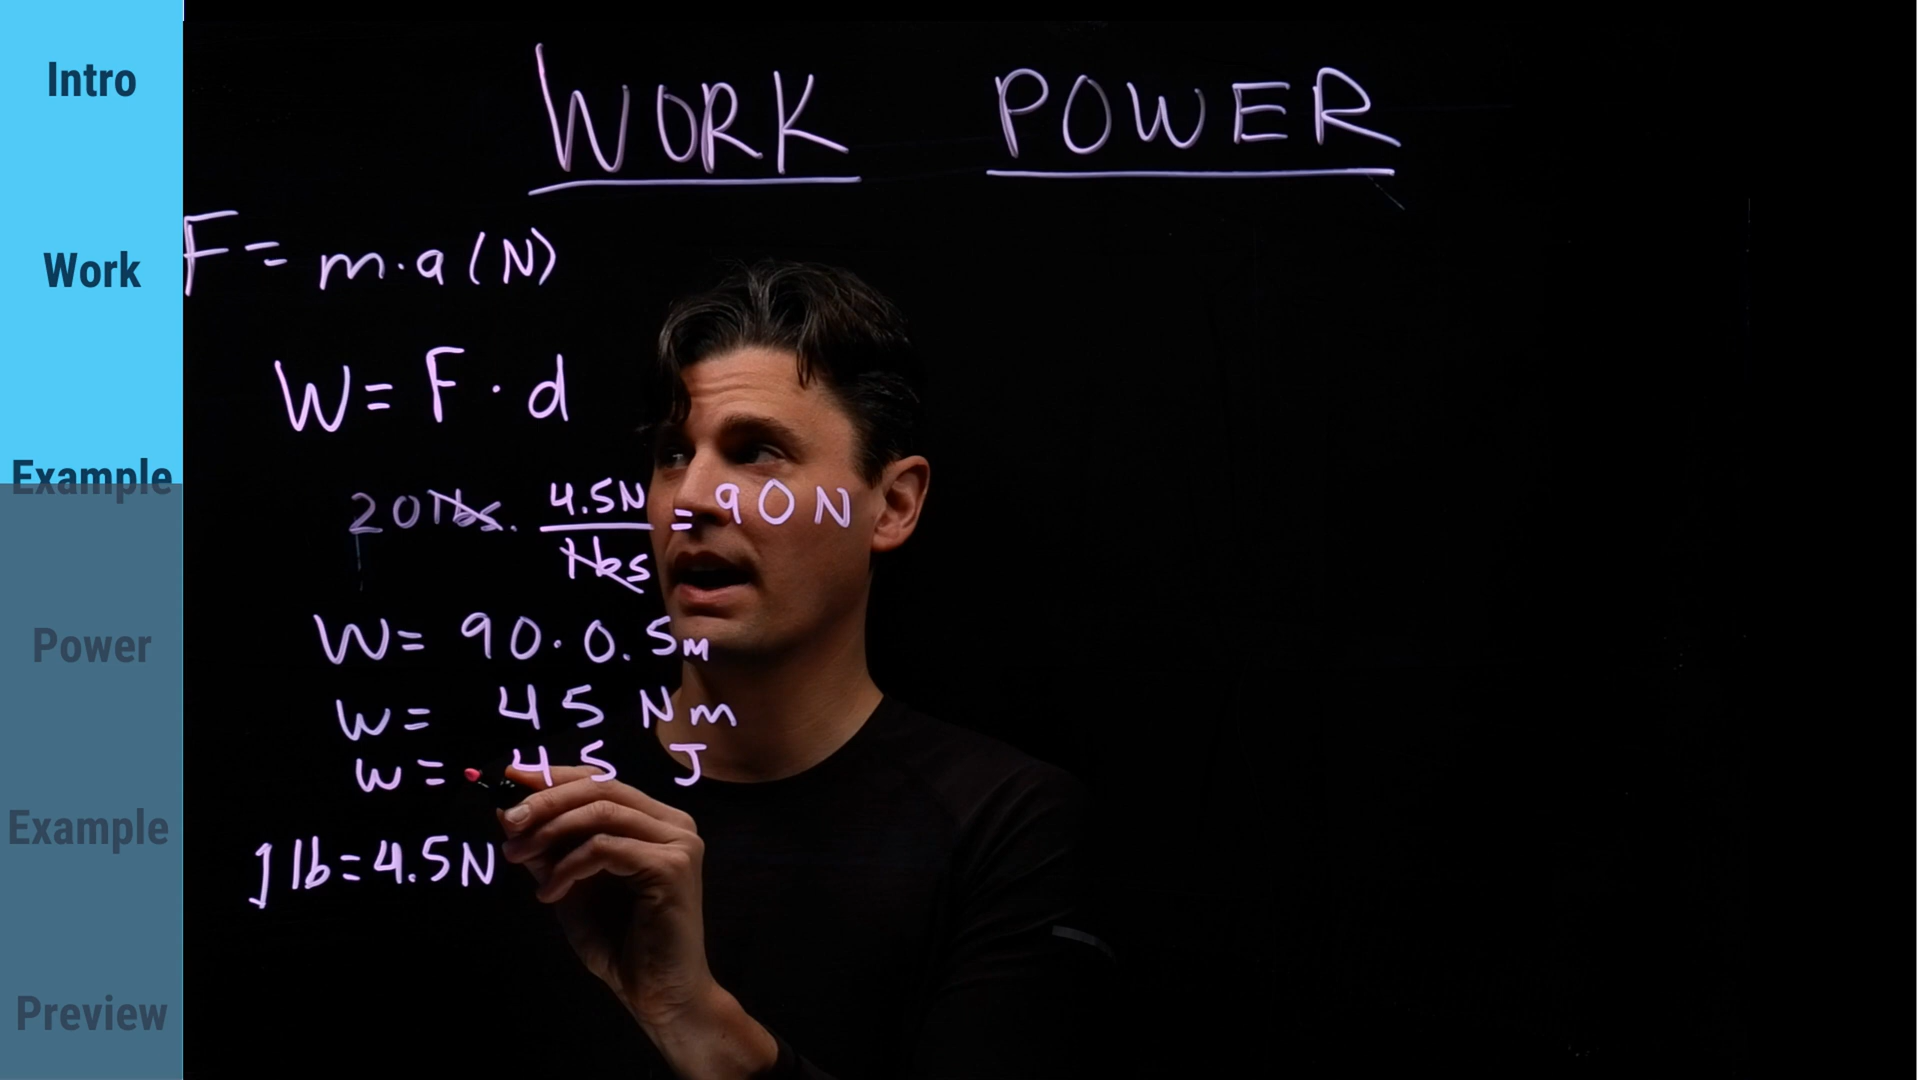 Intro
Work
Example
Power
Example
Preview
WORK POWER
F = m·a (N)
W = F · d
20 lbs. 4.5N = 90 N
lbs
W = 90 · 0.5m
W = 45 Nm
W = 45 J
1 lb = 4.5N